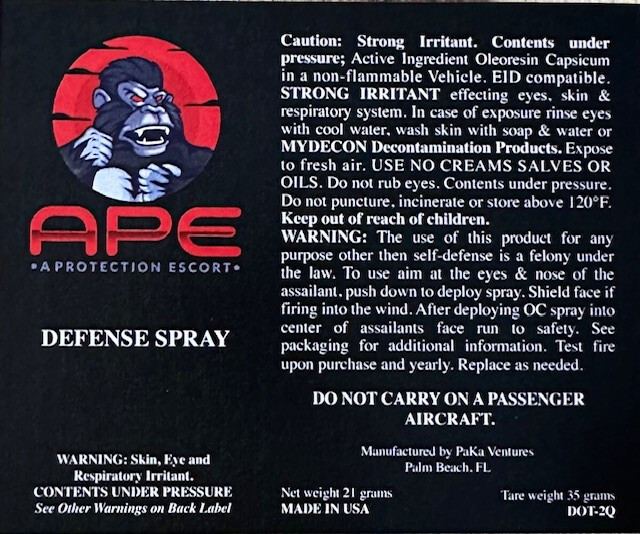 APE
•A PROTECTION ESCORT•
DEFENSE SPRAY
WARNING: Skin, Eye and
Respiratory Irritant.
CONTENTS UNDER PRESSURE
See Other Warnings on Back Label
Caution: Strong Irritant. Contents under
pressure; Active Ingredient Oleoresin Capsicum
in a non-flammable Vehicle. EID compatible.
STRONG IRRITANT effecting eyes, skin &
respiratory system. In case of exposure rinse eyes
with cool water, wash skin with soap & water or
MYDECON Decontamination Products. Expose
to fresh air. USE NO CREAMS SALVES OR
OILS. Do not rub eyes. Contents under pressure.
Do not puncture, incinerate or store above 120°F.
Keep out of reach of children.
WARNING: The use of this product for any
purpose other then self-defense is a felony under
the law. To use aim at the eyes & nose of the
assailant, push down to deploy spray. Shield face if
firing into the wind. After deploying OC spray into
center of assailants face run to safety. See
packaging for additional information. Test fire
upon purchase and yearly. Replace as needed.
DO NOT CARRY ON A PASSENGER
AIRCRAFT.
Manufactured by PaKa Ventures
Palm Beach, FL
Net weight 21 grams
MADE IN USA
Tare weight 35 grams
DOT-2Q